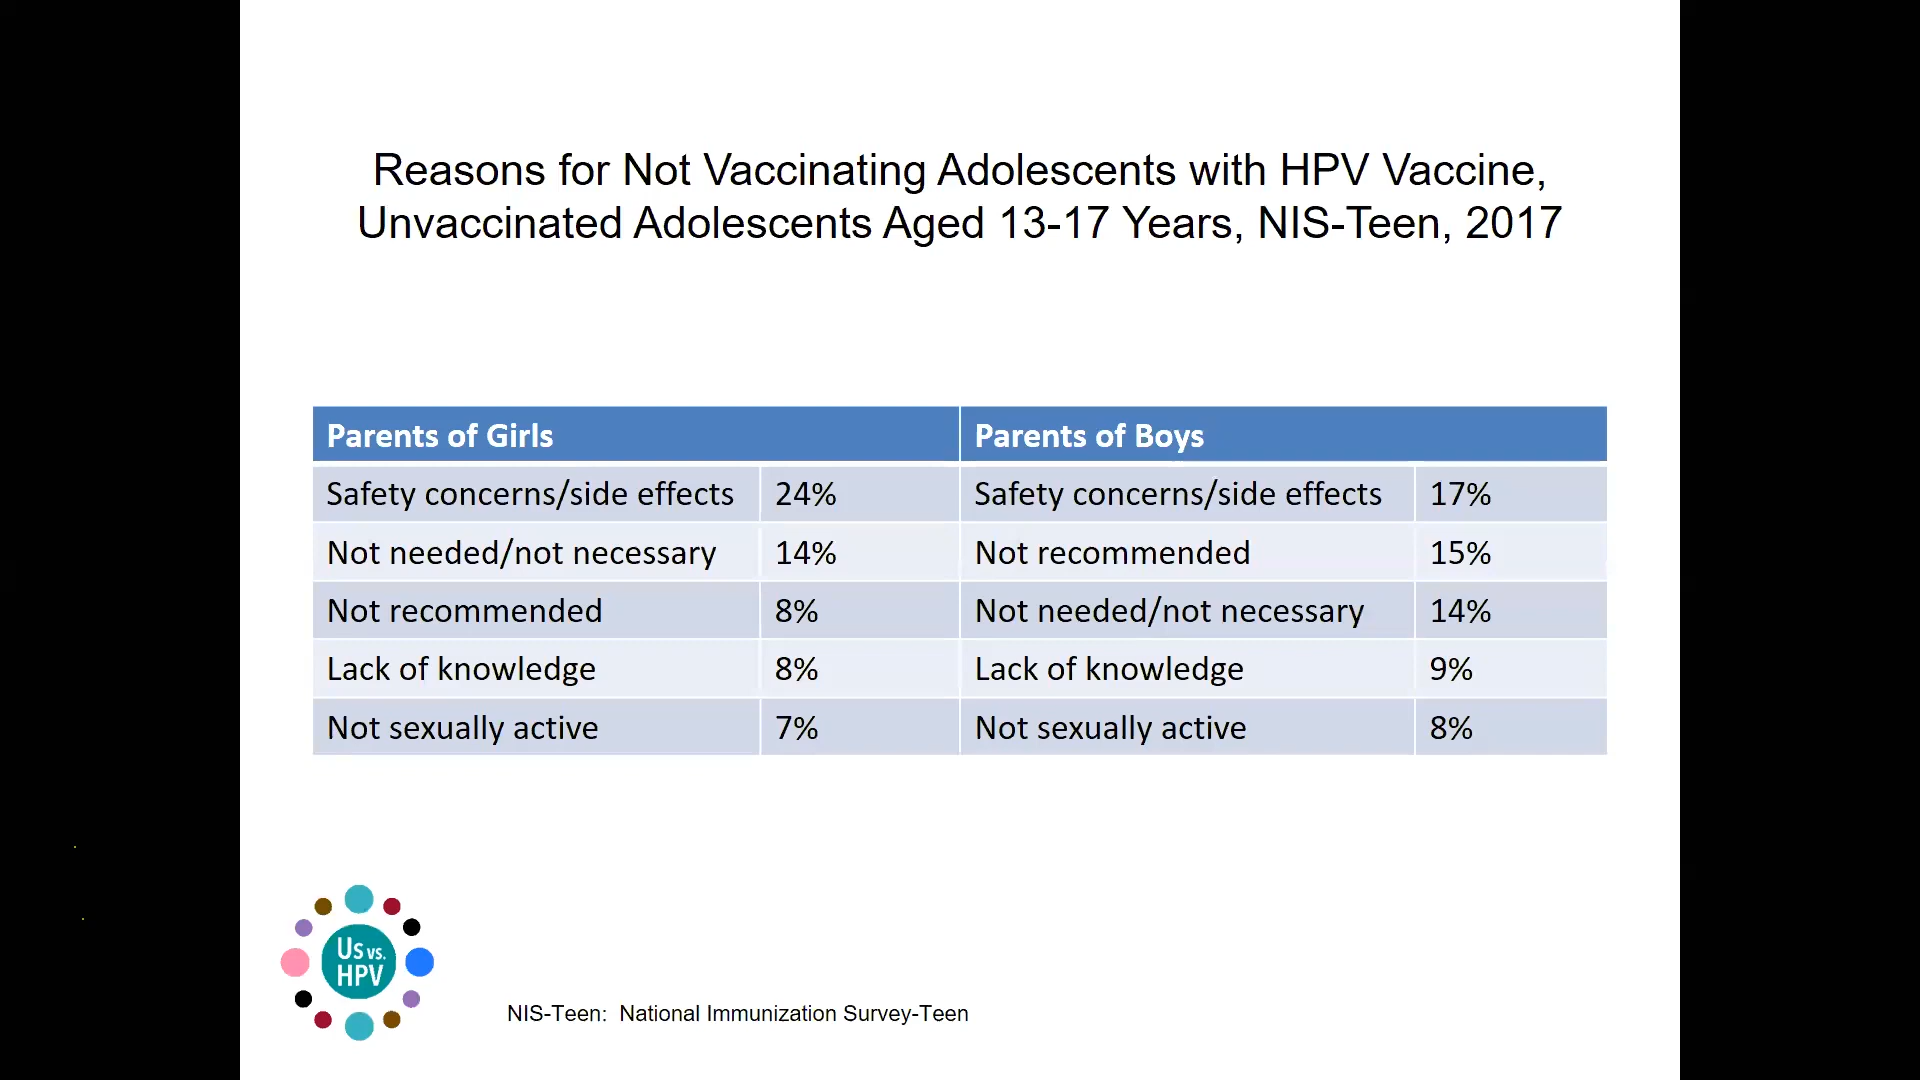 Reasons for Not Vaccinating Adolescents with HPV Vaccine,
Unvaccinated Adolescents Aged 13-17 Years, NIS-Teen, 2017
Parents of Girls Parents of Boys
Safety concerns/side effects 24% Safety concerns/side effects 17%
Not needed/not necessary 14% Not recommended 15%
Not recommended 8% Not needed/not necessary 14%
Lack of knowledge 8% Lack of knowledge 9%
Not sexually active 7% Not sexually active 8%
Us vs.
HPV
NIS-Teen: National Immunization Survey-Teen